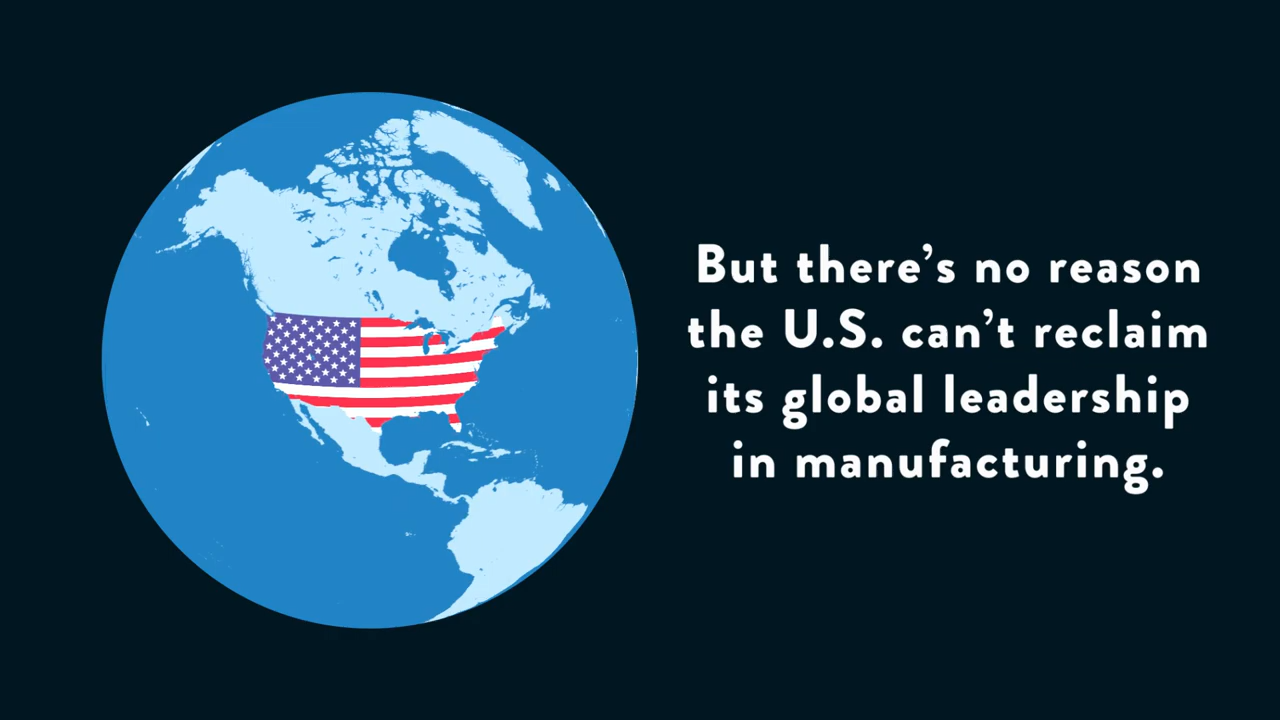 But there’s no reason
the U.S. can’t reclaim
its global leadership
in manufacturing.